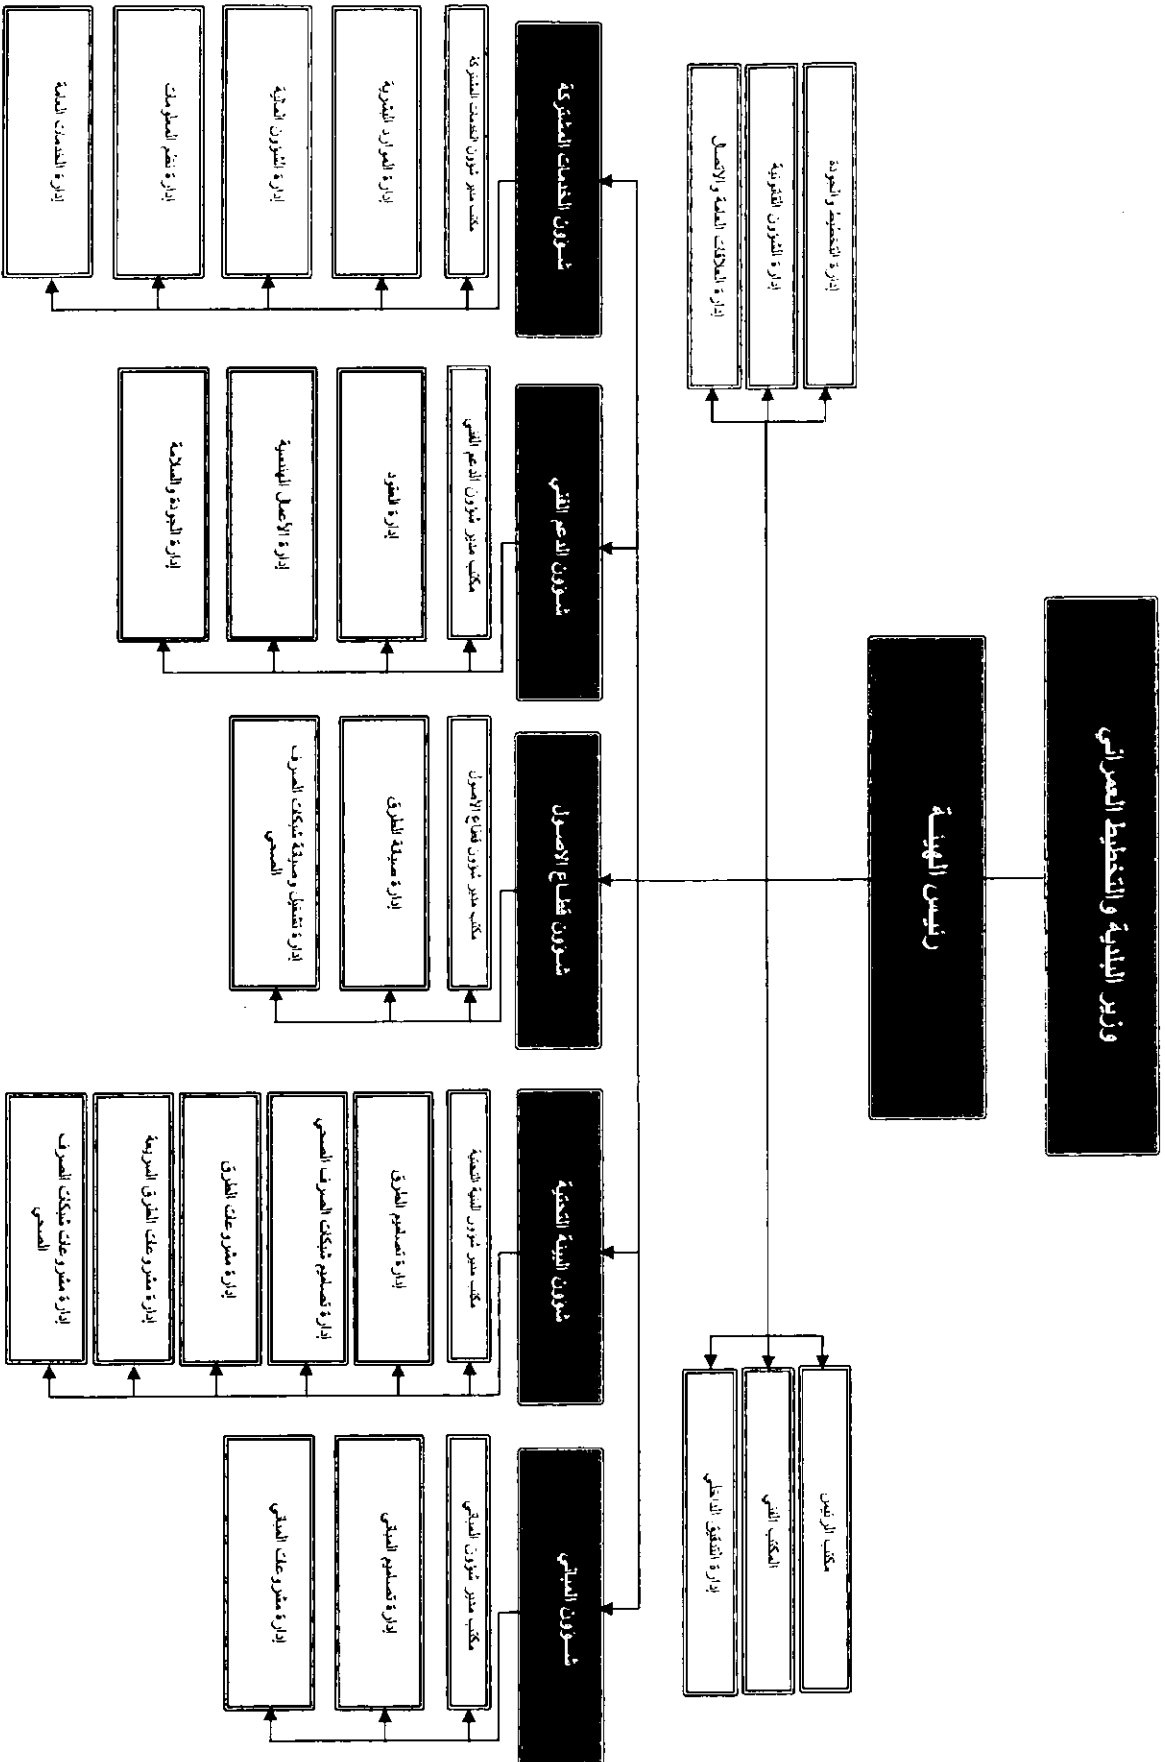 وزير البلدية والتخطيط العمراني
رئيس الهيئة
مكتب الرئيس
المكتب الفني
إدارة التدقيق الداخلي
إدارة التخطيط والجودة
إدارة الشؤون القانونية
إدارة العلاقات العامة والاتصال
شؤون المباني
مكتب مدير شؤون المباني
إدارة تصاميم المباني
إدارة مشروعات المباني
شؤون البنية التحتية
مكتب مدير شؤون البنية التحتية
إدارة تصاميم الطرق
إدارة تصاميم شبكات الصرف الصحي
إدارة مشروعات الطرق
إدارة مشروعات الطرق السريعة
إدارة مشروعات شبكات الصرف
الصحي
شؤون قطاع الاصول
مكتب مدير شؤون قطاع الاصول
إدارة صيانة الطرق
إدارة تشغيل وصيانة شبكات الصرف
الصحي
شؤون الدعم الفني
مكتب مدير شؤون الدعم الفني
إدارة العقود
إدارة الأعمال الهندسية
إدارة الجودة والسلامة
شؤون الخدمات المشتركة
مكتب مدير شؤون الخدمات المشتركة
إدارة الموارد البشرية
إدارة الشؤون المالية
إدارة نظم المعلومات
إدارة الخدمات العامة